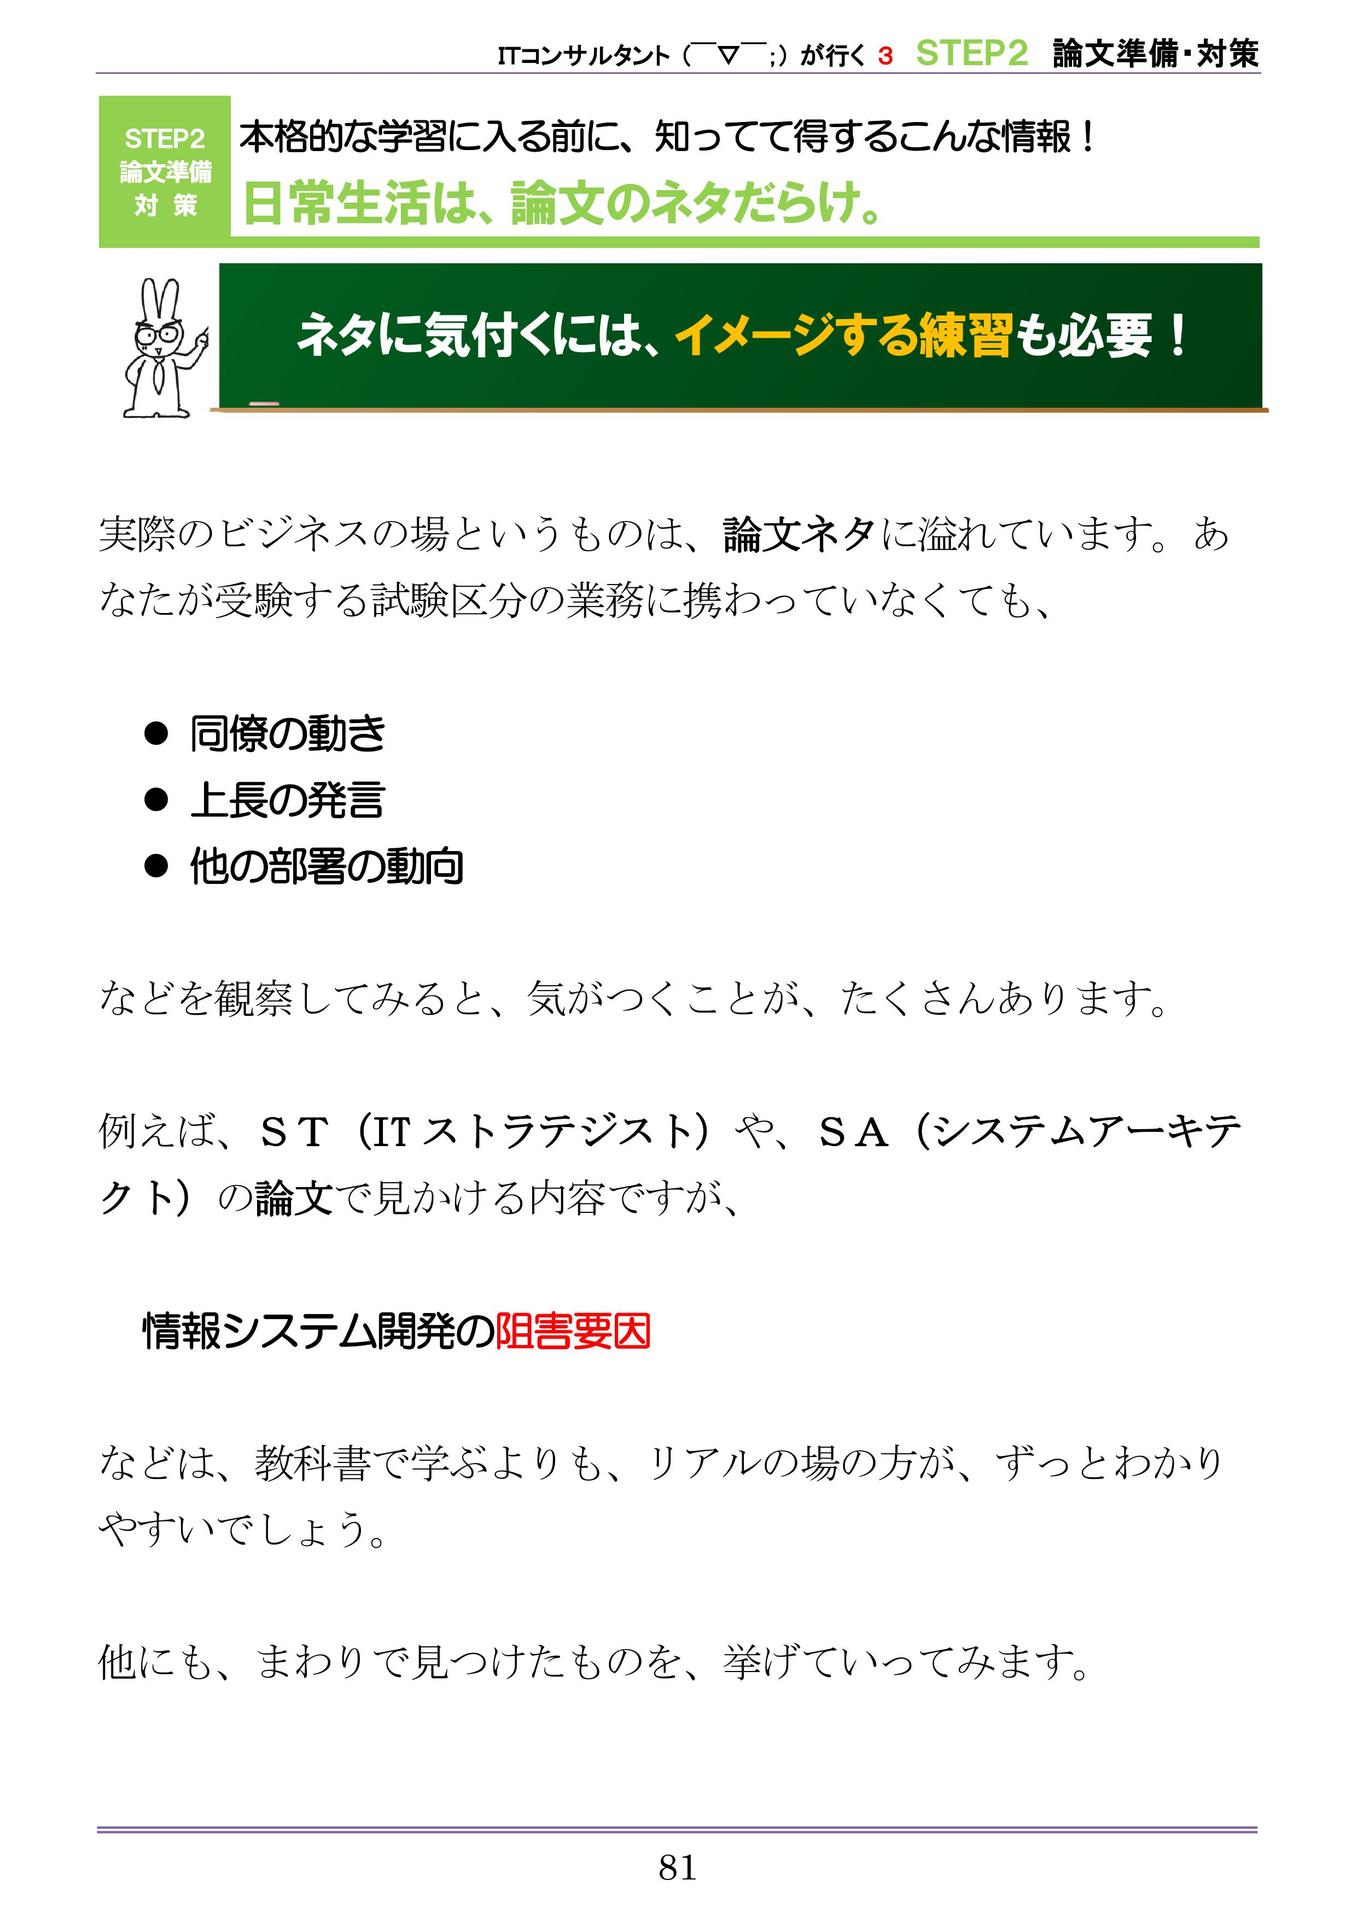 ITコンサルタント（￣▽￣;）が行く 3 STEP2 論文準備・対策
STEP2
論文準備
対 策
本格的な学習に入る前に、知ってて得するこんな情報！
日常生活は、論文のネタだらけ。
ネタに気付くには、イメージする練習も必要！
実際のビジネスの場というものは、論文ネタに溢れています。あ
なたが受験する試験区分の業務に携わっていなくても、
● 同僚の動き
● 上長の発言
● 他の部署の動向
などを観察してみると、気がつくことが、たくさんあります。
例えば、ＳＴ（IT ストラテジスト）や、ＳＡ（システムアーキテ
クト）の論文で見かける内容ですが、
情報システム開発の阻害要因
などは、教科書で学ぶよりも、リアルの場の方が、ずっとわかり
やすいでしょう。
他にも、まわりで見つけたものを、挙げていってみます。
81